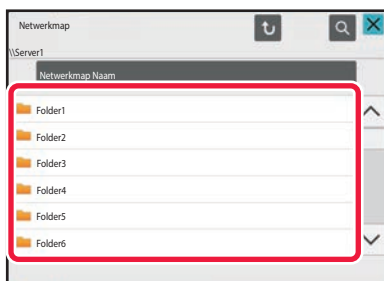 Netwerkmap
\\Server1
Netwerkmap Naam
Folder1
Folder2
Folder3
Folder4
Folder5
Folder6